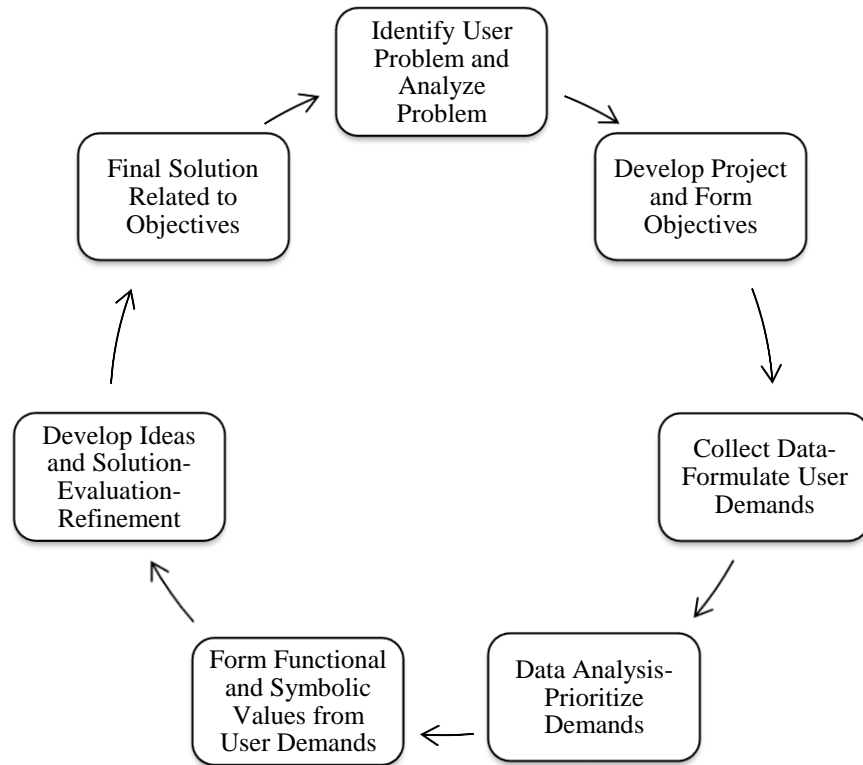 Identify User
Problem and
Analyze
Problem
Develop Project
and Form
Objectives
Collect Data-
Formulate User
Demands
Data Analysis-
Prioritize
Demands
Form Functional
and Symbolic
Values from
User Demands
Develop Ideas
and Solution-
Evaluation-
Refinement
Final Solution
Related to
Objectives